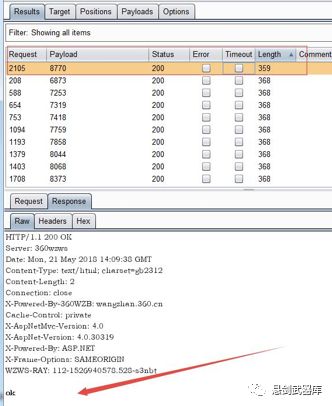 Results Target Positions Payloads Options
Filter: Showing all items
Request Payload Status Error Timeout Length Comment
2105 8770 200 359
208 6873 200 368
588 7253 200 368
654 7319 200 368
753 7418 200 368
1094 7759 200 368
1193 7858 200 368
1379 8044 200 368
1403 8068 200 368
1708 8373 200 368
Request Response
Raw Headers Hex
HTTP/1.1 200 OK
Server: 360wzws
Date: Mon, 21 May 2018 14:09:38 GMT
Content-Type: text/html; charset=gb2312
Content-Length: 2
Connection: close
X-Powered-By-360WZB: wangzhan.360.cn
Cache-Control: private
X-AspNetMvc-Version: 4.0
X-AspNet-Version: 4.0.30319
X-Powered-By: ASP.NET
X-Frame-Options: SAMEORIGIN
WZWS-RAY: 112-1526940578.528-s3nbt
ok
悬剑武器库